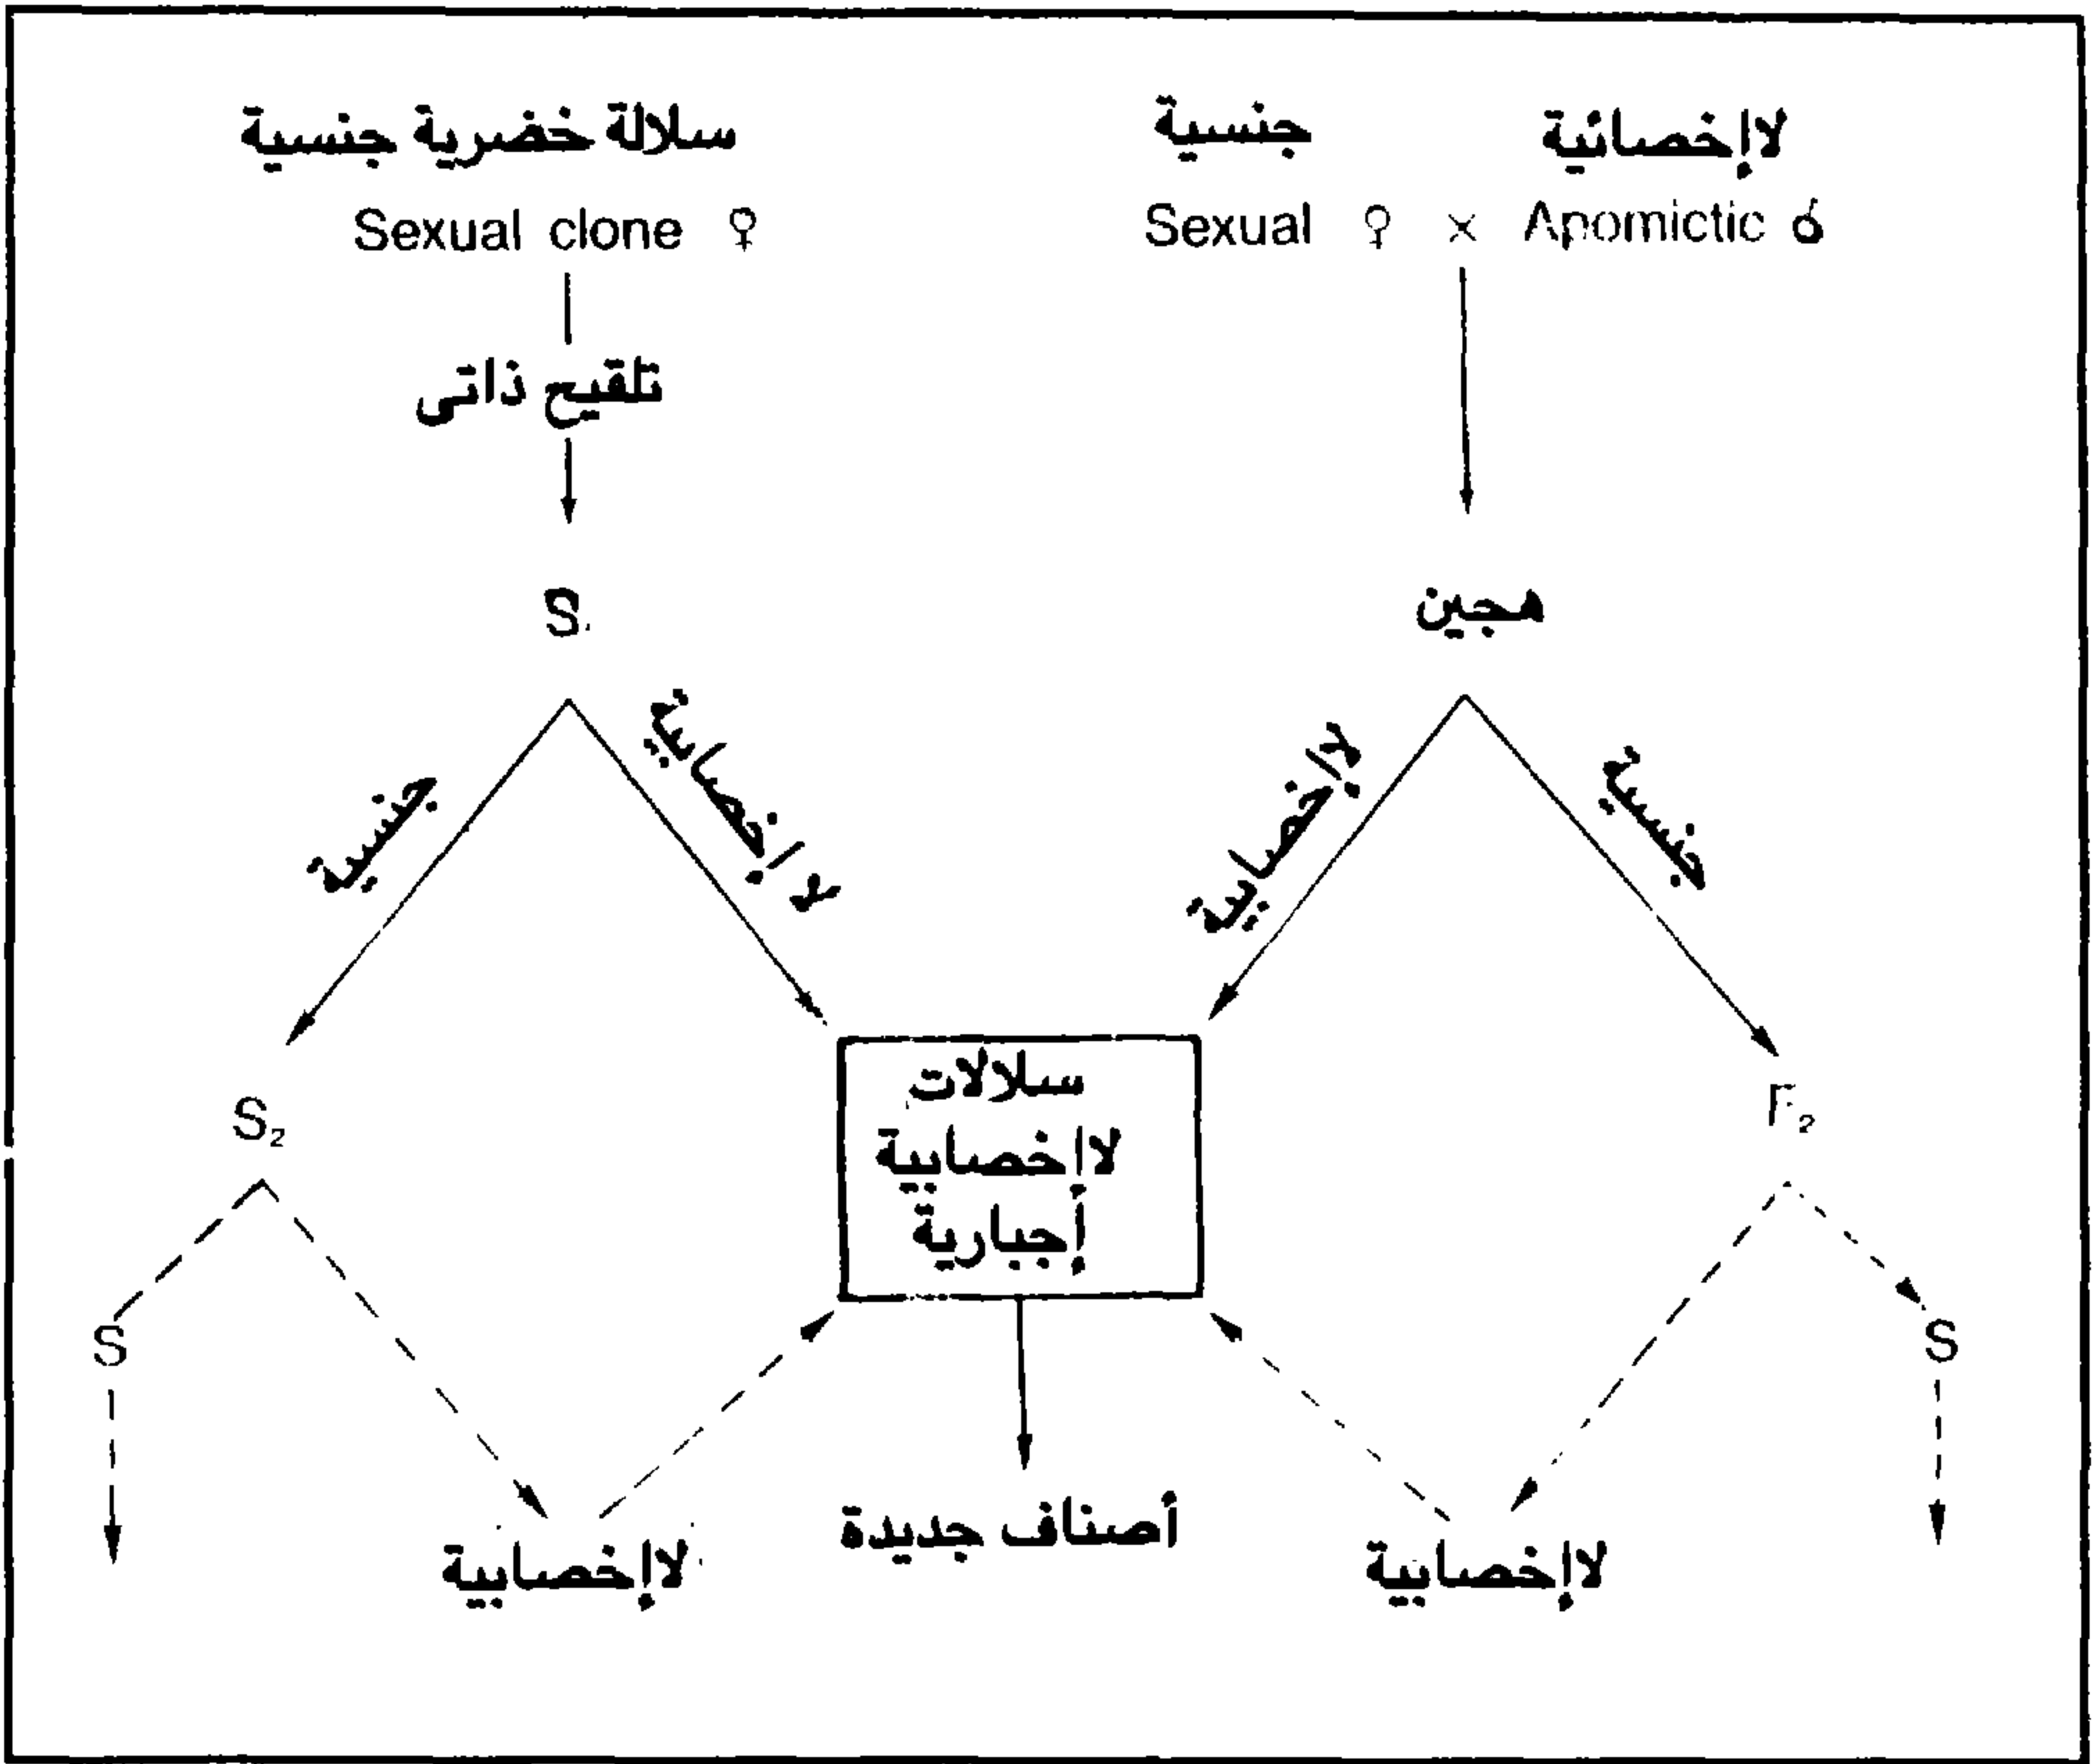 لاإخصائية
جنسية
سلالة خضرية جنسية
Sexual clone ♀
Sexual ♀ × Apomictic ♂
تلقيح ذاتى
هجين
S₁
جنسية
لاإخصابية
لاإخصابية
جنسية
سلالات
لاإخصابية
إجبارية
F₂
S₂
S
S
أصناف جديدة
لاإخصابية
لاإخصابية